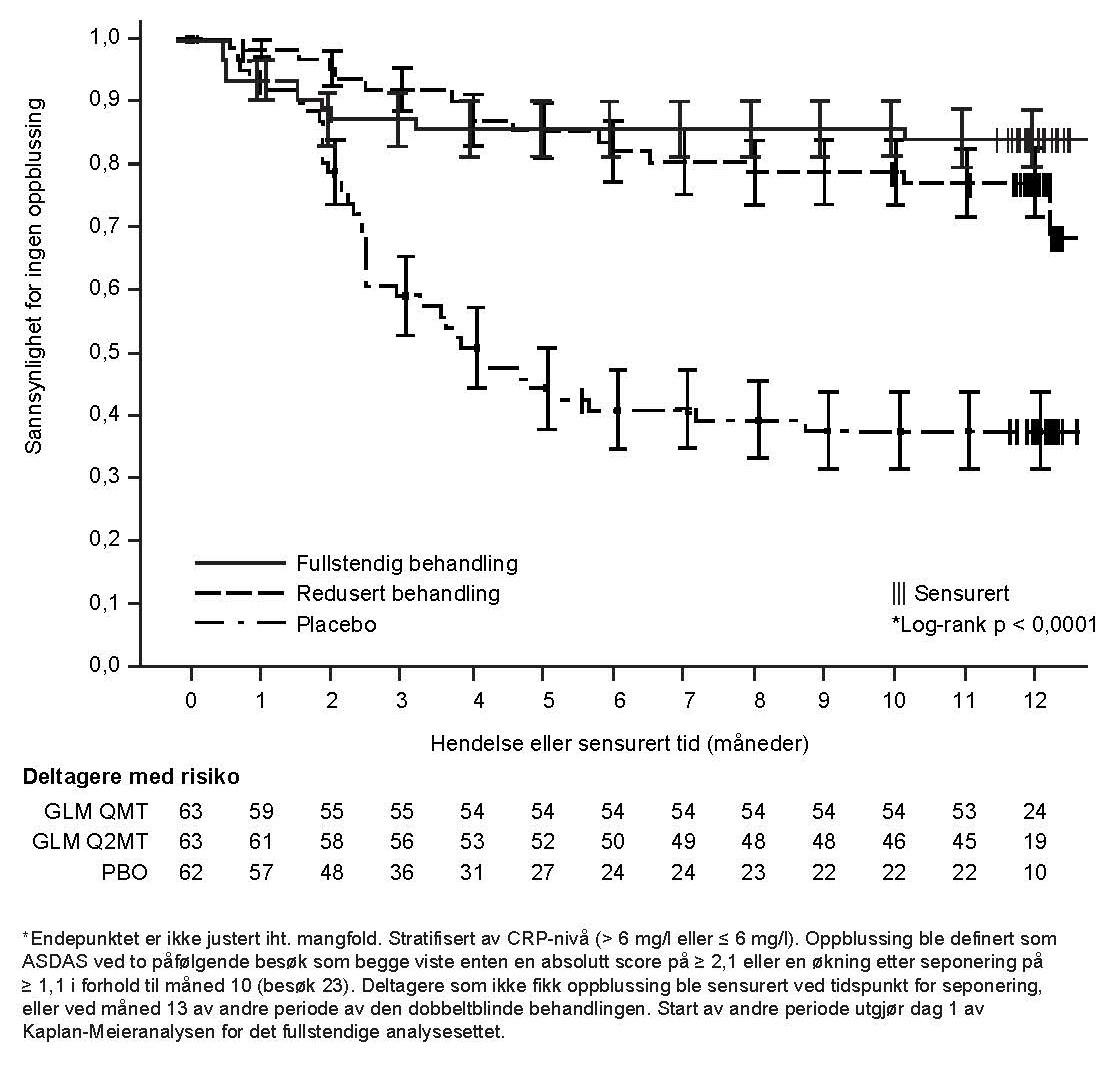 Sannsynlighet for ingen oppblussing
1,0
0,9
0,8
0,7
0,6
0,5
0,4
0,3
0,2
0,1
0,0
Fullstendig behandling
Redusert behandling
Placebo
||| Sensurert
*Log-rank p < 0,0001
0 1 2 3 4 5 6 7 8 9 10 11 12
Hendelse eller sensurert tid (måneder)
Deltagere med risiko
GLM QMT 63 59 55 55 54 54 54 54 54 54 54 53 24
GLM Q2MT 63 61 58 56 53 52 50 49 48 48 46 45 19
PBO 62 57 48 36 31 27 24 24 23 22 22 22 10
*Endepunktet er ikke justert iht. mangfold. Stratifisert av CRP-nivå (> 6 mg/l eller ≤ 6 mg/l). Oppblussing ble definert som
ASDAS ved to påfølgende besøk som begge viste enten en absolutt score på ≥ 2,1 eller en økning etter seponering på
≥ 1,1 i forhold til måned 10 (besøk 23). Deltagere som ikke fikk oppblussing ble sensurert ved tidspunkt for seponering,
eller ved måned 13 av andre periode av den dobbeltblinde behandlingen. Start av andre periode utgjør dag 1 av
Kaplan-Meieranalysen for det fullstendige analysesettet.